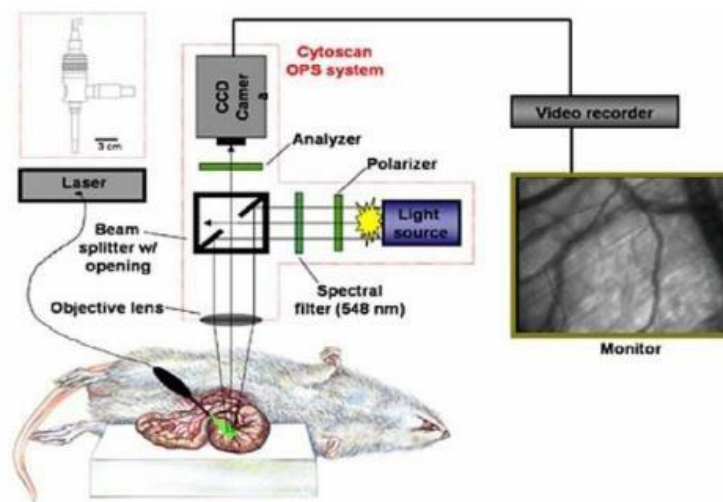 Cytoscan
OPS system
CCD
Camer
a
3 cm
Video recorder
Analyzer
Polarizer
Laser
Light
source
Beam
splitter w/
opening
Spectral
filter (548 nm)
Objective lens
Monitor